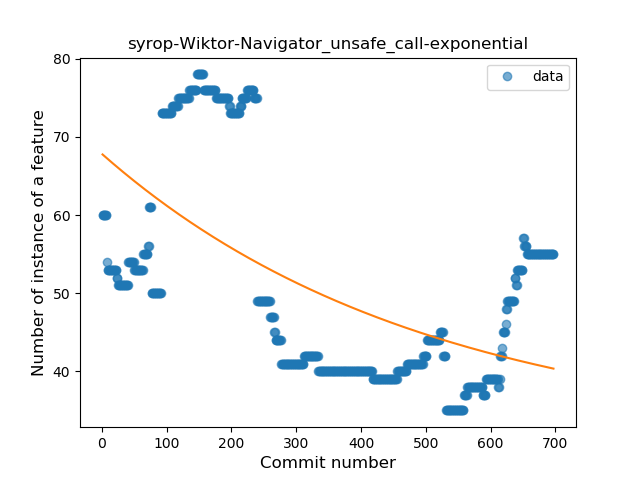 syrop-Wiktor-Navigator_unsafe_call-exponential
data
Number of instance of a feature
80
70
60
50
40
0 100 200 300 400 500 600 700
Commit number